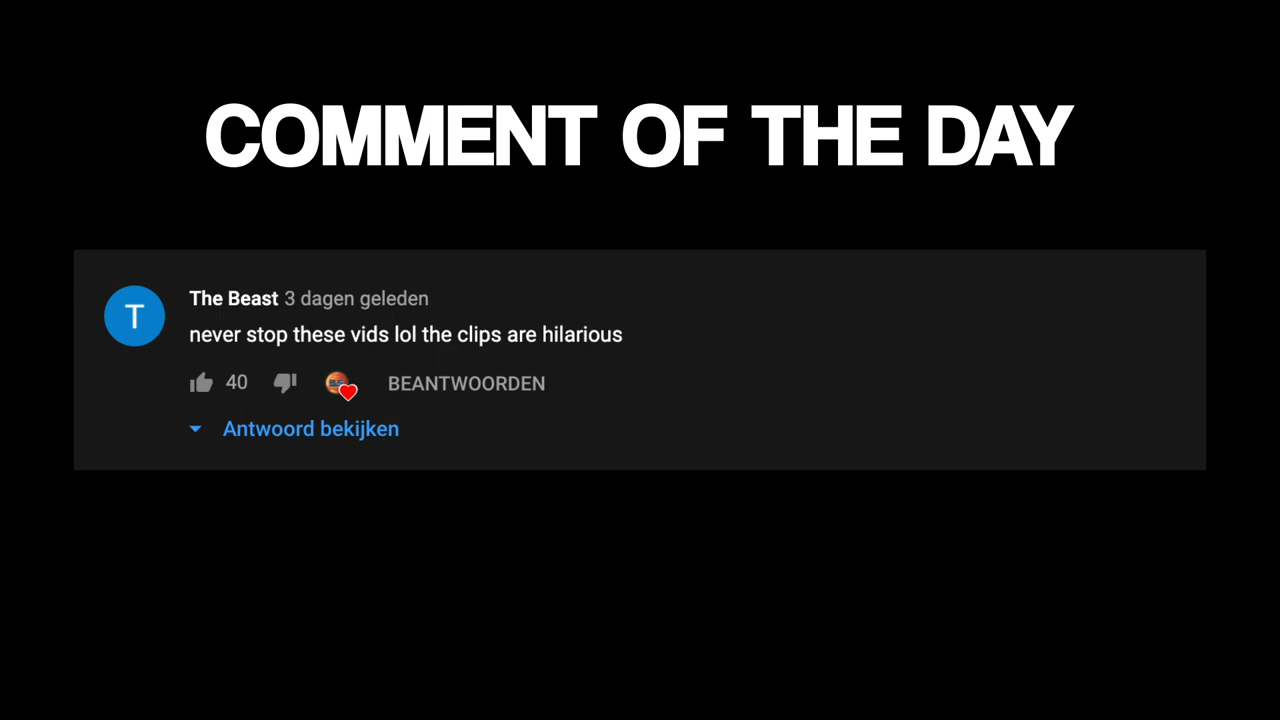 COMMENT OF THE DAY
T
The Beast 3 dagen geleden
never stop these vids lol the clips are hilarious
40
BEANTWOORDEN
Antwoord bekijken